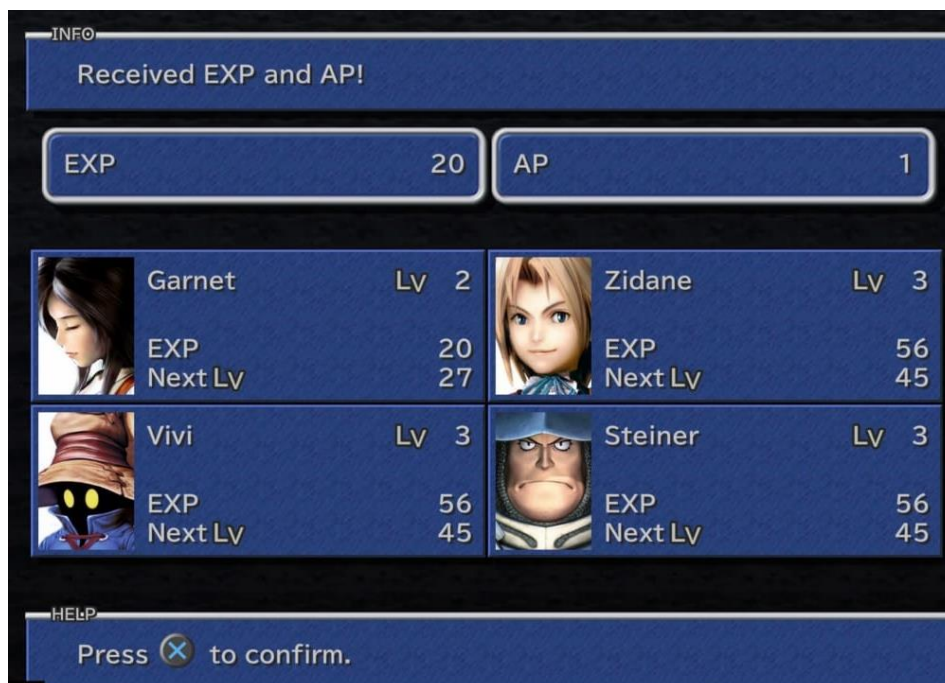 INFO
Received EXP and AP!
EXP 20
AP 1
Garnet Lv 2
EXP 20
Next Lv 27
Zidane Lv 3
EXP 56
Next Lv 45
Vivi Lv 3
EXP 56
Next Lv 45
Steiner Lv 3
EXP 56
Next Lv 45
HELP
Press ⓧ to confirm.